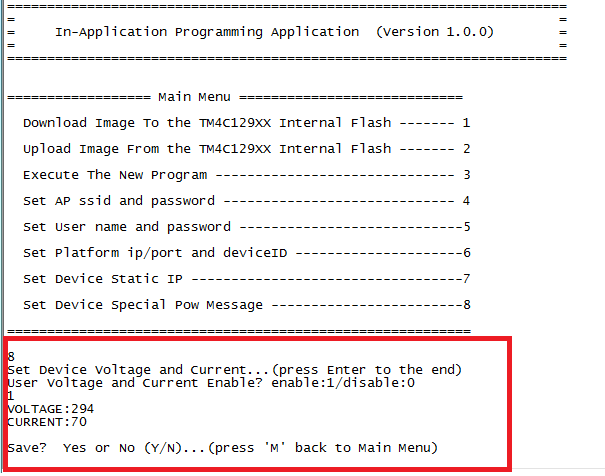 ======================================================================
=                                                                    =
=     In-Application Programming Application  (Version 1.0.0)        =
=                                                                    =
======================================================================
================== Main Menu ============================
Download Image To the TM4C129XX Internal Flash ------- 1
Upload Image From the TM4C129XX Internal Flash ------- 2
Execute The New Program ------------------------------ 3
Set AP ssid and password ----------------------------- 4
Set User name and password ----------------------------5
Set Platform ip/port and deviceID ---------------------6
Set Device Static IP ----------------------------------7
Set Device Special Pow Message ------------------------8
==========================================================
8
Set Device Voltage and Current...(press Enter to the end)
User Voltage and Current Enable? enable:1/disable:0
1
VOLTAGE:294
CURRENT:70
Save?  Yes or No (Y/N)...(press 'M' back to Main Menu)